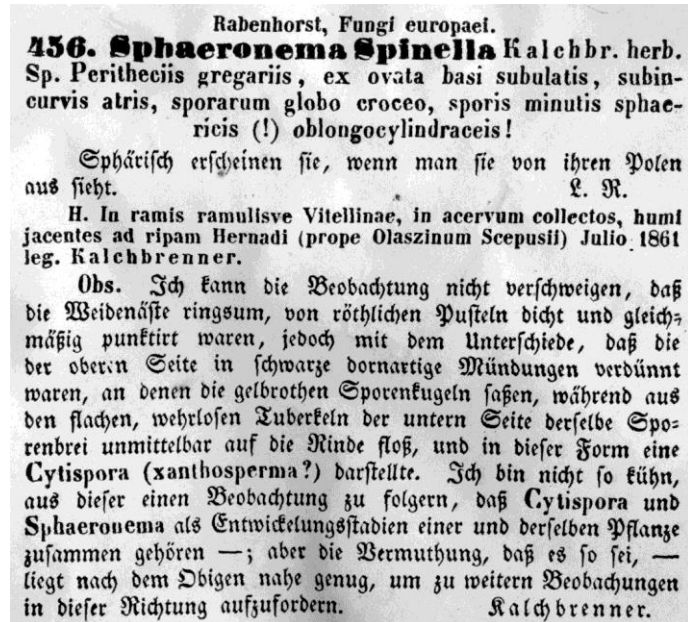 Rabenhorst, Fungi europaei.
456. Sphaeronema Spinella Kalchbr. herb.
Sp. Peritheciis gregariis, ex ovata basi subulatis, subin-
curvis atris, sporarum globo croceo, sporis minutis sphae-
ricis (!) oblongocylindraceis!
Sphärisch erscheinen sie, wenn man sie von ihren Polen
aus sieht. L. R.
H. In ramis ramulisve Vitellinae, in acervum collectos, humi
jacentes ad ripam Hernadi (prope Olaszinum Scepusii) Julio 1861
leg. Kalchbrenner.
Obs. Ich kann die Beobachtung nicht verschweigen, daß
die Weidenäste ringsum, von röthlichen Pusteln dicht und gleich-
mäßig punktirt waren, jedoch mit dem Unterschiede, daß die
der oberen Seite in schwarze dornartige Mündungen verdünnt
waren, an denen die gelbrothen Sporenkugeln saßen, während aus
den flachen, wehrlosen Tuberkeln der untern Seite derselbe Spo-
renbrei unmittelbar auf die Rinde floß, und in dieser Form eine
Cytispora (xanthosperma?) darstellte. Ich bin nicht so kühn,
aus dieser einen Beobachtung zu folgern, daß Cytispora und
Sphaeronema als Entwickelungsstadien einer und derselben Pflanze
zusammen gehören —; aber die Vermuthung, daß es so sei, —
liegt nach dem Obigen nahe genug, um zu weitern Beobachungen
in dieser Richtung aufzufordern. Kalchbrenner.